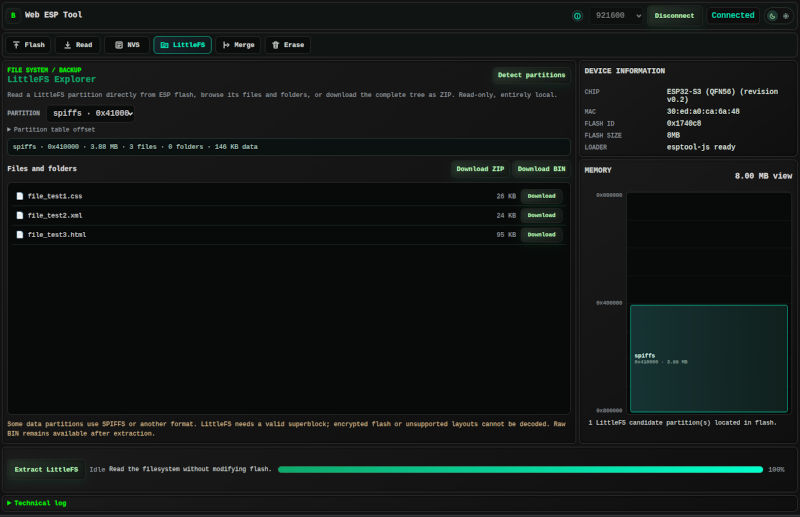 B Web ESP Tool
921600
Disconnect
Connected
Flash
Read
NVS
LittleFS
Merge
Erase
FILE SYSTEM / BACKUP
LittleFS Explorer
Detect partitions
Read a LittleFS partition directly from ESP flash, browse its files and folders, or download the complete tree as ZIP. Read-only, entirely local.
PARTITION
spiffs · 0x41000
▶ Partition table offset
spiffs · 0x410000 · 3.88 MB · 3 files · 0 folders · 146 KB data
Files and folders
Download ZIP
Download BIN
file_test1.css 26 KB Download
file_test2.xml 24 KB Download
file_test3.html 95 KB Download
Some data partitions use SPIFFS or another format. LittleFS needs a valid superblock; encrypted flash or unsupported layouts cannot be decoded. Raw
BIN remains available after extraction.
DEVICE INFORMATION
CHIP ESP32-S3 (QFN56) (revision
v0.2)
MAC 30:ed:a0:ca:6a:48
FLASH ID 0x1740c8
FLASH SIZE 8MB
LOADER esptool-js ready
MEMORY
8.00 MB view
0x000000
0x400000
spiffs
0x410000 · 3.88 MB
0x800000
1 LittleFS candidate partition(s) located in flash.
Extract LittleFS
Idle Read the filesystem without modifying flash.
100%
▶ Technical log